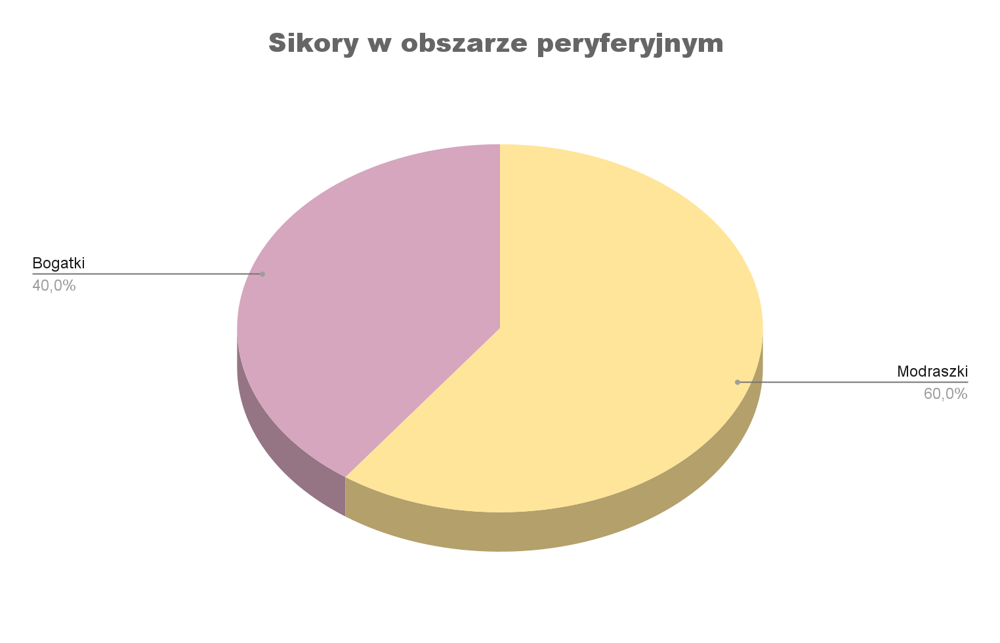 Sikory w obszarze peryferyjnym
Bogatki
40,0%
Modraszki
60,0%